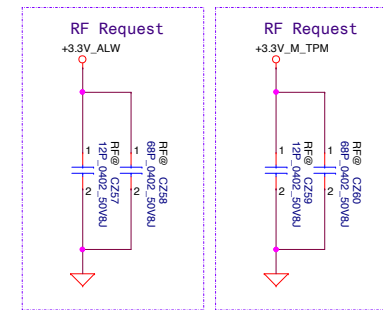 RF Request
+3.3V_ALW
1
2
RF@ CZ57
12P_0402_50V8J
1
2
RF@ CZ58
68P_0402_50V8J
RF Request
+3.3V_M_TPM
1
2
RF@ CZ59
12P_0402_50V8J
1
2
RF@ CZ60
68P_0402_50V8J